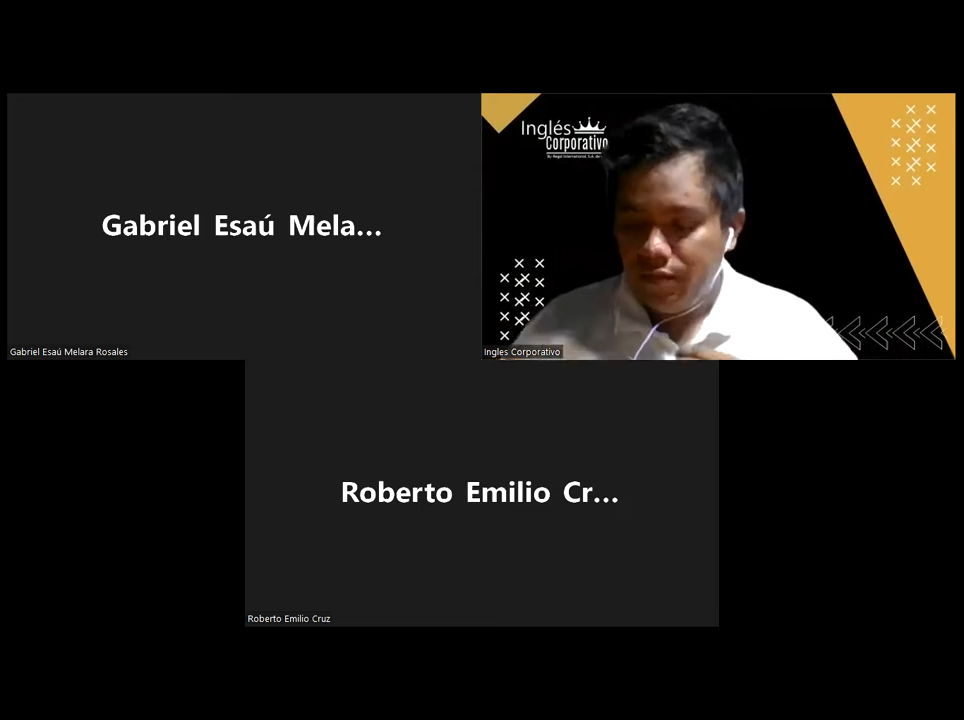 Gabriel Esaú Mela...
Gabriel Esaú Melara Rosales
Inglés
Corporativo
Ingles Corporativo
Roberto Emilio Cr...
Roberto Emilio Cruz